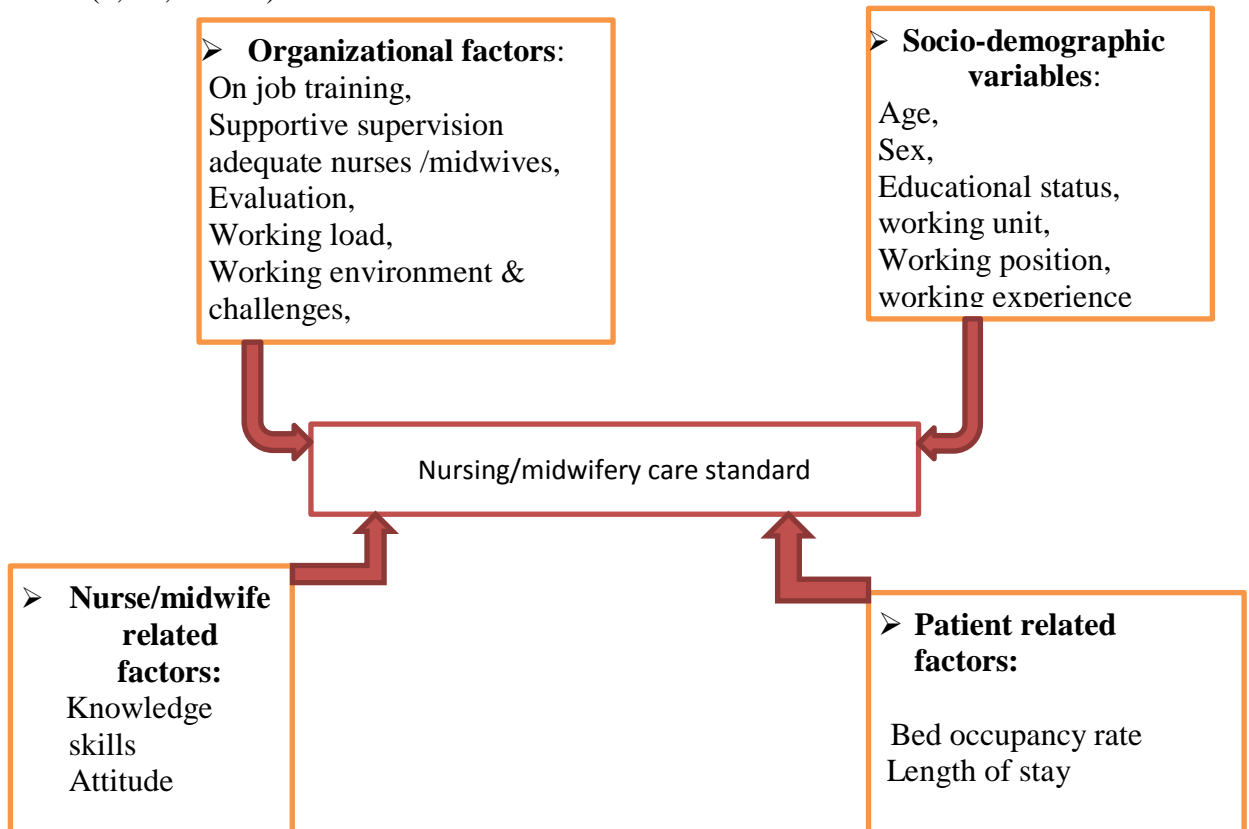 ➢ Organizational factors:
On job training,
Supportive supervision
adequate nurses /midwives,
Evaluation,
Working load,
Working environment &
challenges,
➢ Socio-demographic
variables:
Age,
Sex,
Educational status,
working unit,
Working position,
working experience
Nursing/midwifery care standard
➢ Nurse/midwife
related
factors:
Knowledge
skills
Attitude
➢ Patient related
factors:
Bed occupancy rate
Length of stay